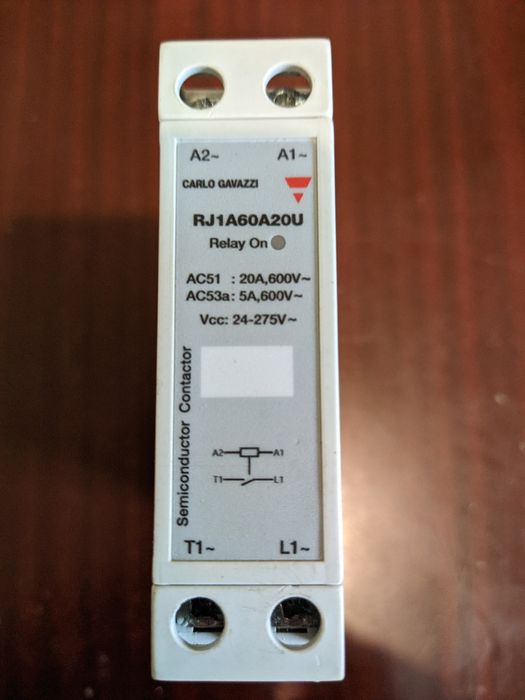 A2~ A1~
CARLO GAVAZZI
RJ1A60A20U
Relay On
AC51 : 20A,600V~
AC53a: 5A,600V~
Vcc: 24-275V~
Semiconductor Contactor
A2 A1
T1 L1
T1~ L1~